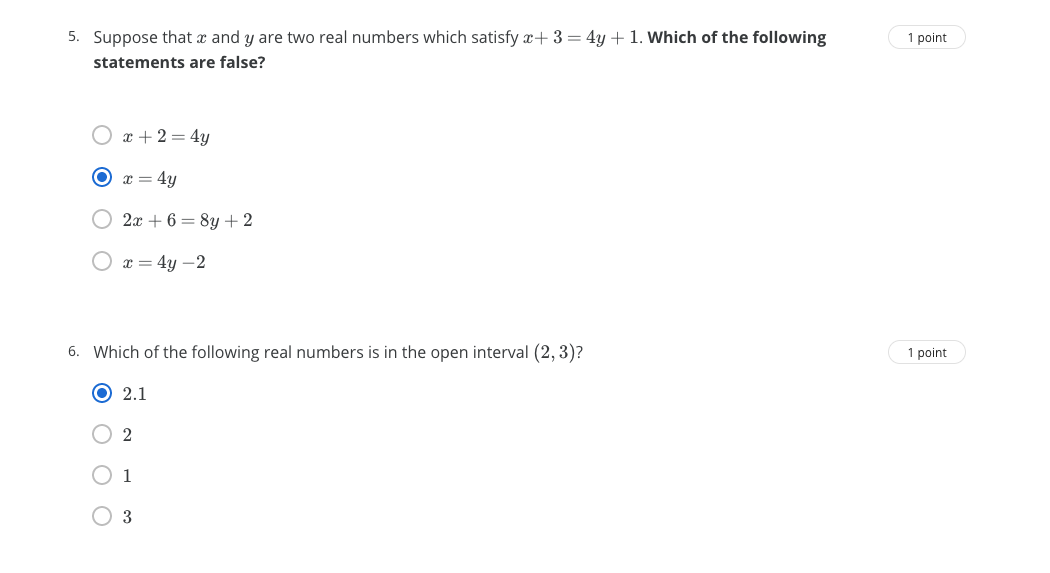 5. Suppose that x and y are two real numbers which satisfy x+ 3 = 4y + 1. Which of the following 1 point
statements are false?
x + 2 = 4y
x = 4y
2x + 6 = 8y + 2
x = 4y −2
6. Which of the following real numbers is in the open interval (2, 3)? 1 point
2.1
2
1
3